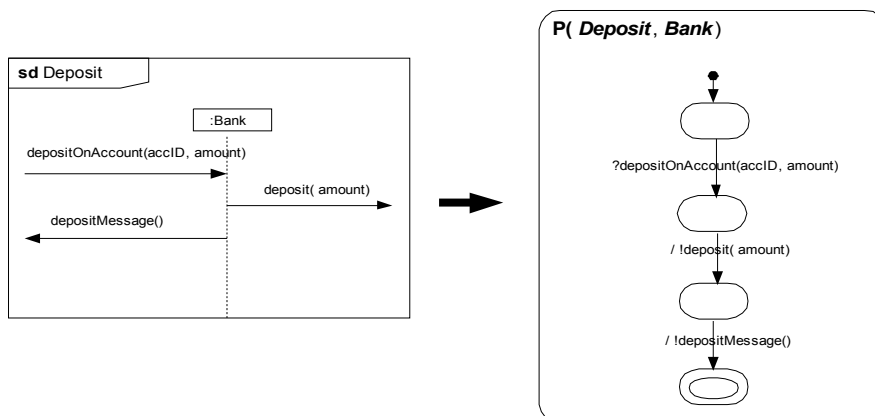 sd Deposit
:Bank
depositOnAccount(accID, amount)
deposit( amount)
depositMessage()
P( Deposit, Bank)
?depositOnAccount(accID, amount)
/ !deposit( amount)
/ !depositMessage()